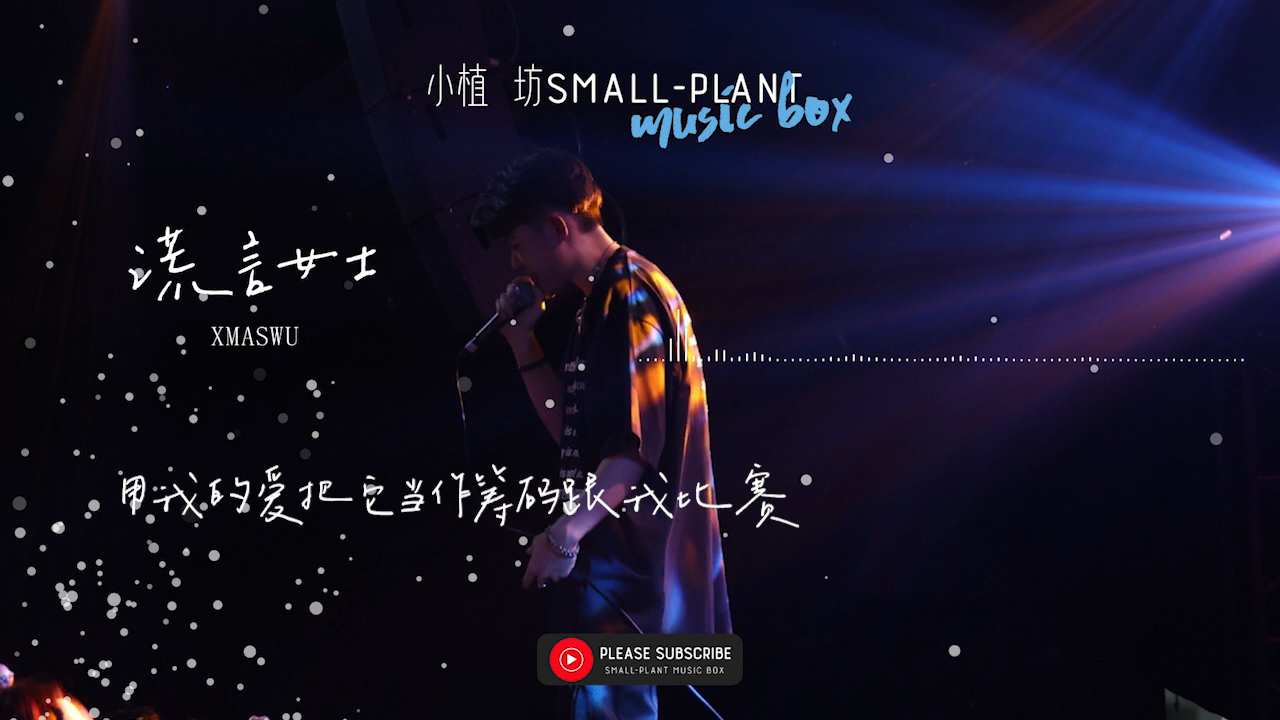 小植 坊SMALL-PLANT
music box
谎言女士
XMASWU
用我的爱把它当作筹码跟我比赛
PLEASE SUBSCRIBE
SMALL-PLANT MUSIC BOX